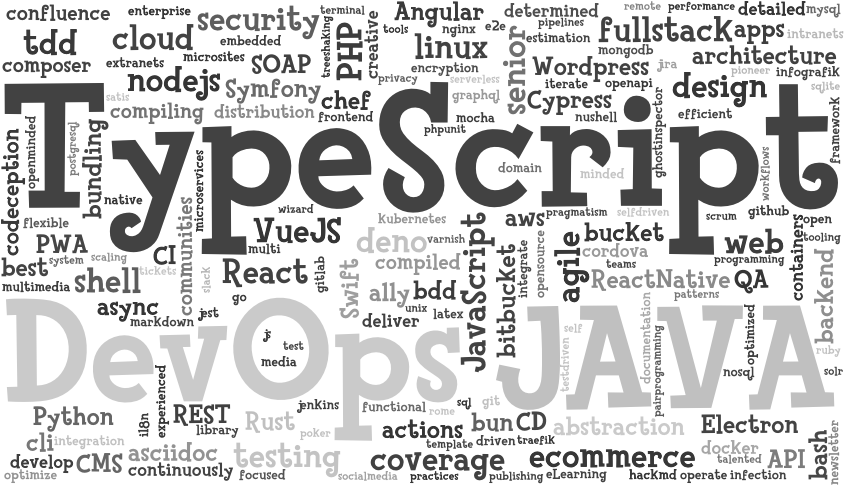 confluence
enterprise
security
terminal
Angular
determined
remote
performance
detailed
mysql
tdd
cloud
embedded
treeshaking
PHP
creative
tools
nginx
e2e
pipelines
fullstack
apps
intranets
composer
extranets
microsites
SOAP
linux
senior
estimation
mongodb
architecture
nodejs
Symfony
privacy
encryption
serverless
Wordpress
jira
pioneer
infografik
satis
compiling
distribution
chef
frontend
graphql
mocha
phpunit
iterate
openapi
Cypress
nushell
ghostinspector
design
efficient
sqlite
framework
TypeScript
codeception
openminded
postgresql
bundling
native
microservices
domain
minded
workflows
flexible
communities
wizard
VueJS
multi
Kubernetes
deno
varnish
aws
pragmatism
selfdriven
scrum
github
open
PWA
system
scaling
CI
tickets
slack
React
gitlab
compiled
JavaScript
bitbucket
integrate
opensource
agile
bucket
cordova
teams
web
programming
containers
tooling
best
multimedia
shell
async
markdown
jest
go
Swift
ally
bdd
unix
latex
deliver
ReactNative
patterns
QA
backend
DevOps
JAVA
js
test
media
self
testdriven
documentation
pairprogramming
optimized
nosql
ruby
solr
Python
i18n
experienced
REST
library
Rust
jenkins
poker
functional
rome
sql
git
actions
template
bun
CD
driven
traefik
abstraction
Electron
cli
integration
develop
optimize
CMS
asciidoc
continuously
testing
focused
socialmedia
coverage
practices
publishing
ecommerce
eLearning
hackmd
operate
infection
docker
talented
API
bash
newsletter